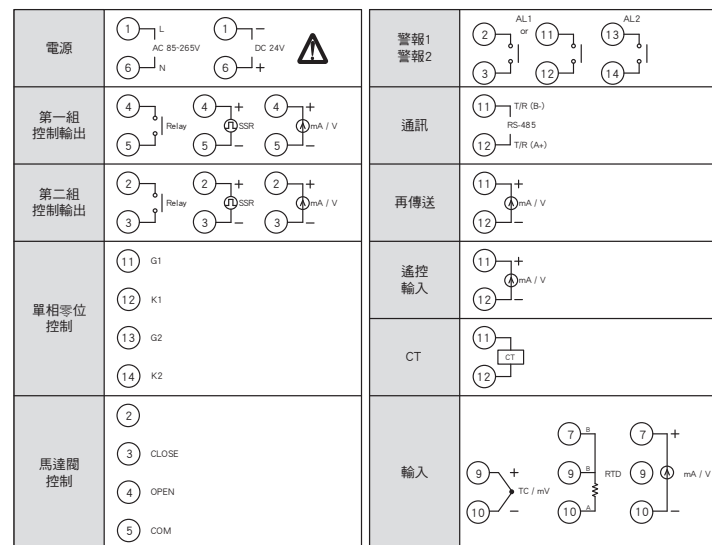 電源
1 L
AC 85-265V
6 N
1 −
DC 24V
6 +
第一組
控制輸出
4
Relay
5
4 +
SSR
5 −
4 +
mA / V
5 −
第二組
控制輸出
2
Relay
3
2 +
SSR
3 −
2 +
mA / V
3 −
單相零位
控制
11 G1
12 K1
13 G2
14 K2
馬達閥
控制
2
3 CLOSE
4 OPEN
5 COM
警報1
警報2
AL1
2 or 11
3 12
AL2
13
14
通訊
11 T/R (B-)
RS-485
12 T/R (A+)
再傳送
11 +
mA / V
12 −
遙控
輸入
11 +
mA / V
12 −
CT
11
CT
12
輸入
9 +
TC / mV
10 −
7 B
9 B
RTD
10 A
7 +
9 mA / V
10 −